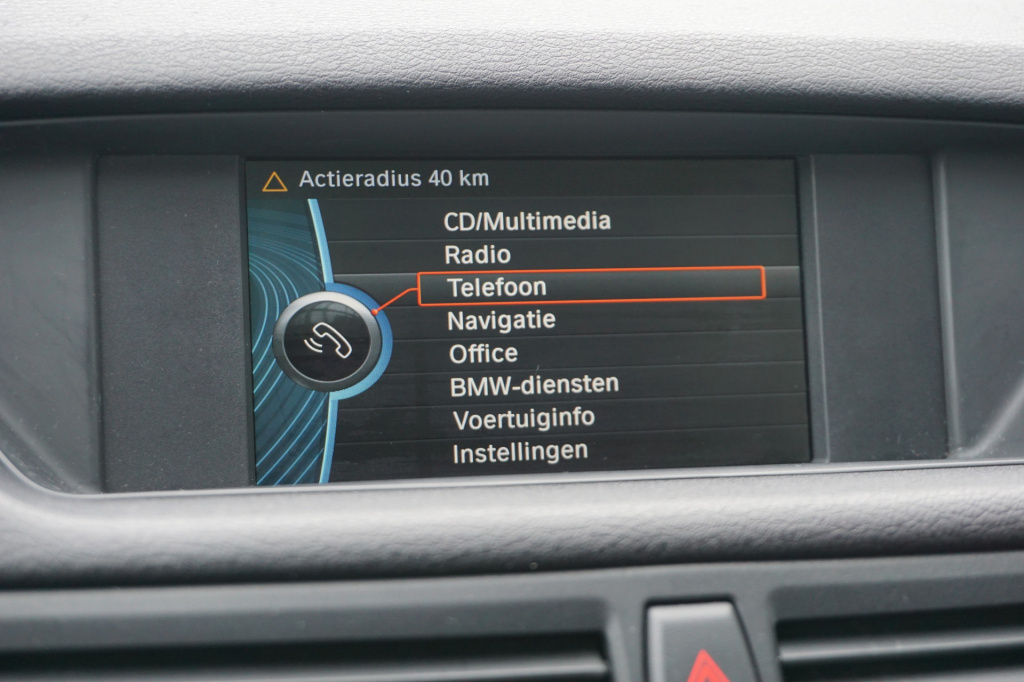 Actieradius 40 km
CD/Multimedia
Radio
Telefoon
Navigatie
Office
BMW-diensten
Voertuiginfo
Instellingen